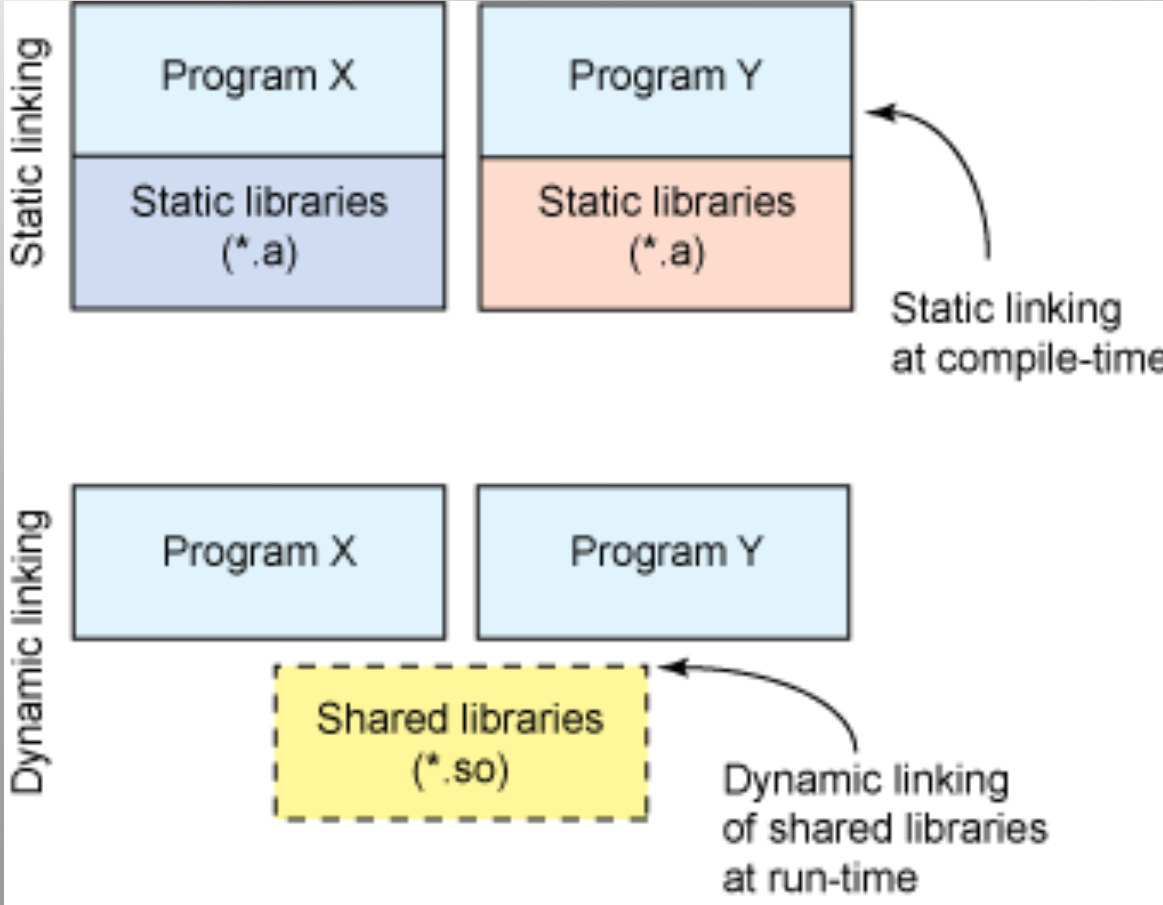 Static linking
Program X
Program Y
Static libraries
(*.a)
Static libraries
(*.a)
Static linking
at compile-time
Dynamic linking
Program X
Program Y
Shared libraries
(*.so)
Dynamic linking
of shared libraries
at run-time